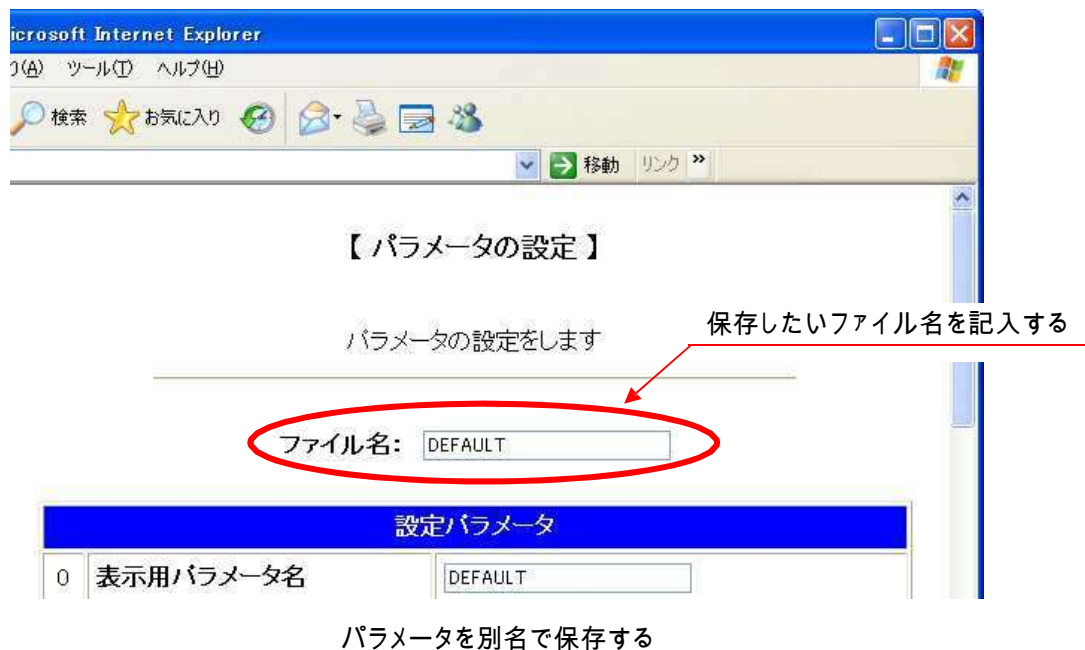 icrosoft Internet Explorer
り(A) ツール(T) ヘルプ(H)
検索 お気に入り
移動 リンク »
【 パラメータの設定 】
パラメータの設定をします
保存したいファイル名を記入する
ファイル名: DEFAULT
設定パラメータ
0 表示用パラメータ名 DEFAULT
パラメータを別名で保存する